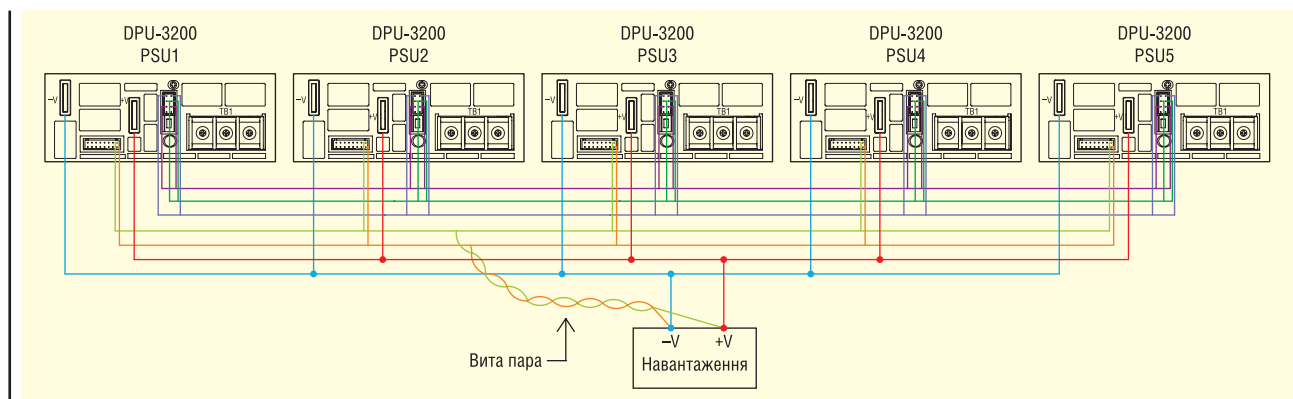 DPU-3200 DPU-3200 DPU-3200 DPU-3200 DPU-3200
PSU1 PSU2 PSU3 PSU4 PSU5
–V +V TB1 –V +V TB1 –V +V TB1 –V +V TB1 –V +V TB1
–V +V
Вита пара
Навантаження